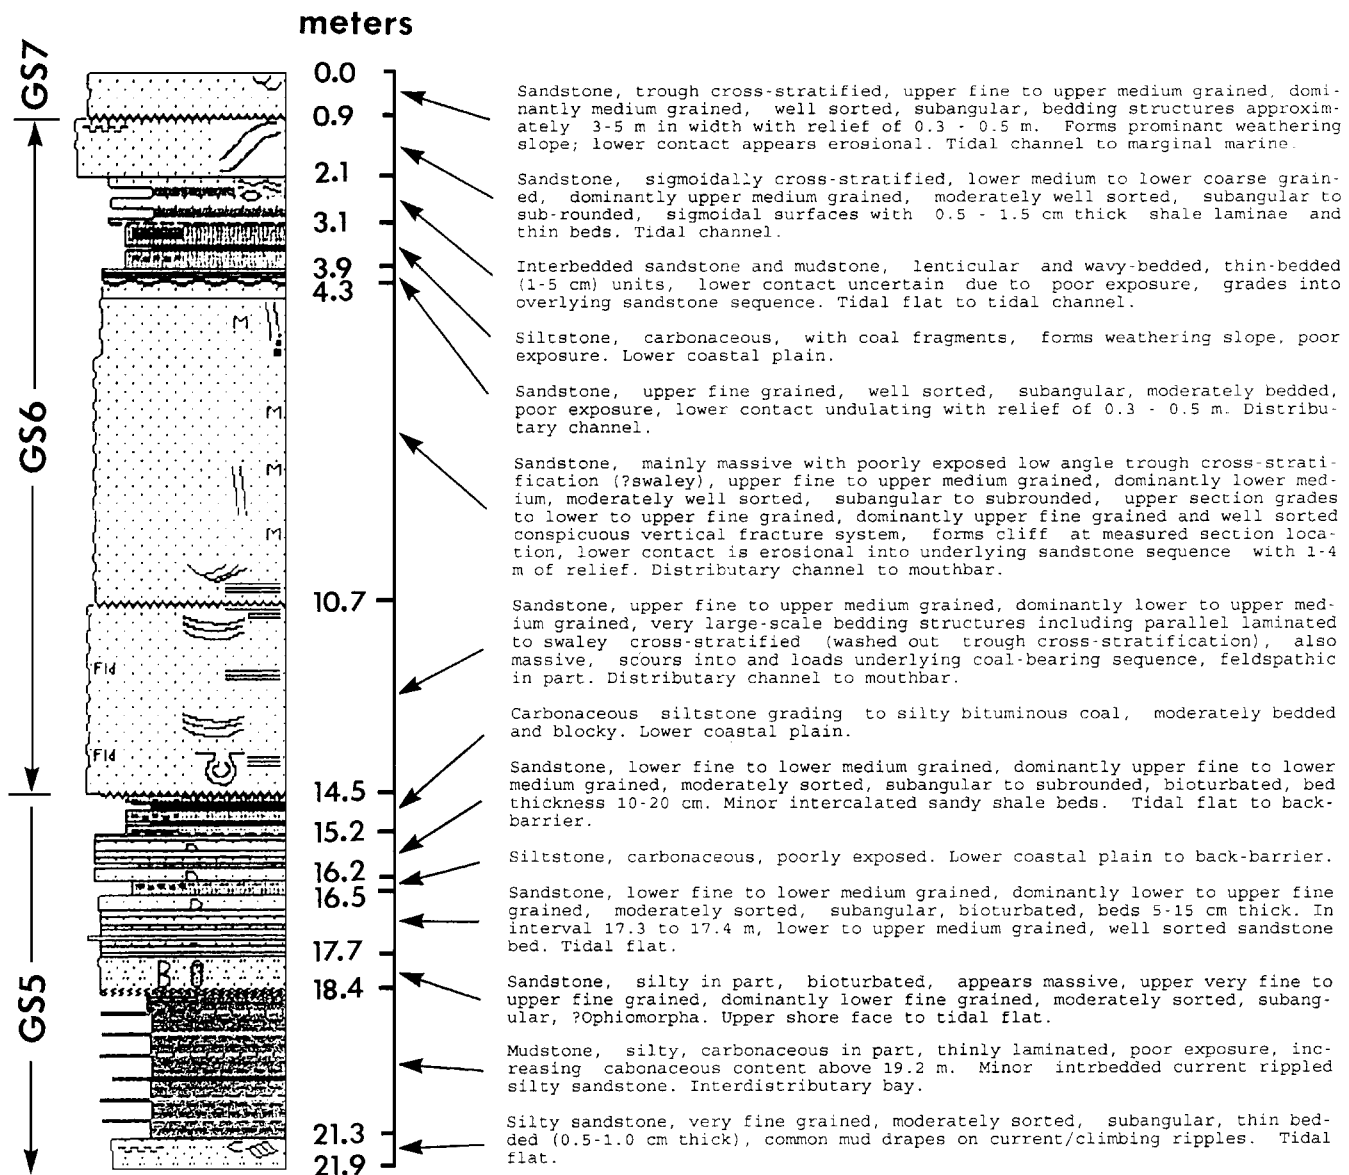 meters
GS7
GS6
GS5
0.0
0.9
2.1
3.1
3.9
4.3
10.7
14.5
15.2
16.2
16.5
17.7
18.4
21.3
21.9
M
M
M
M
Fld
Fld
B
Sandstone, trough cross-stratified, upper fine to upper medium grained, domi-
nantly medium grained, well sorted, subangular, bedding structures approxim-
ately 3-5 m in width with relief of 0.3 - 0.5 m. Forms prominant weathering
slope; lower contact appears erosional. Tidal channel to marginal marine.
Sandstone, sigmoidally cross-stratified, lower medium to lower coarse grain-
ed, dominantly upper medium grained, moderately well sorted, subangular to
sub-rounded, sigmoidal surfaces with 0.5 - 1.5 cm thick shale laminae and
thin beds. Tidal channel.
Interbedded sandstone and mudstone, lenticular and wavy-bedded, thin-bedded
(1-5 cm) units, lower contact uncertain due to poor exposure, grades into
overlying sandstone sequence. Tidal flat to tidal channel.
Siltstone, carbonaceous, with coal fragments, forms weathering slope, poor
exposure. Lower coastal plain.
Sandstone, upper fine grained, well sorted, subangular, moderately bedded,
poor exposure, lower contact undulating with relief of 0.3 - 0.5 m. Distribu-
tary channel.
Sandstone, mainly massive with poorly exposed low angle trough cross-strati-
fication (?swaley), upper fine to upper medium grained, dominantly lower med-
ium, moderately well sorted, subangular to subrounded, upper section grades
to lower to upper fine grained, dominantly upper fine grained and well sorted
conspicuous vertical fracture system, forms cliff at measured section loca-
tion, lower contact is erosional into underlying sandstone sequence with 1-4
m of relief. Distributary channel to mouthbar.
Sandstone, upper fine to upper medium grained, dominantly lower to upper med-
ium grained, very large-scale bedding structures including parallel laminated
to swaley cross-stratified (washed out trough cross-stratification), also
massive, scours into and loads underlying coal-bearing sequence, feldspathic
in part. Distributary channel to mouthbar.
Carbonaceous siltstone grading to silty bituminous coal, moderately bedded
and blocky. Lower coastal plain.
Sandstone, lower fine to lower medium grained, dominantly upper fine to lower
medium grained, moderately sorted, subangular to subrounded, bioturbated, bed
thickness 10-20 cm. Minor intercalated sandy shale beds. Tidal flat to back-
barrier.
Siltstone, carbonaceous, poorly exposed. Lower coastal plain to back-barrier.
Sandstone, lower fine to lower medium grained, dominantly lower to upper fine
grained, moderately sorted, subangular, bioturbated, beds 5-15 cm thick. In
interval 17.3 to 17.4 m, lower to upper medium grained, well sorted sandstone
bed. Tidal flat.
Sandstone, silty in part, bioturbated, appears massive, upper very fine to
upper fine grained, dominantly lower fine grained, moderately sorted, subang-
ular, ?Ophiomorpha. Upper shore face to tidal flat.
Mudstone, silty, carbonaceous in part, thinly laminated, poor exposure, inc-
reasing cabonaceous content above 19.2 m. Minor intrbedded current rippled
silty sandstone. Interdistributary bay.
Silty sandstone, very fine grained, moderately sorted, subangular, thin bed-
ded (0.5-1.0 cm thick), common mud drapes on current/climbing ripples. Tidal
flat.